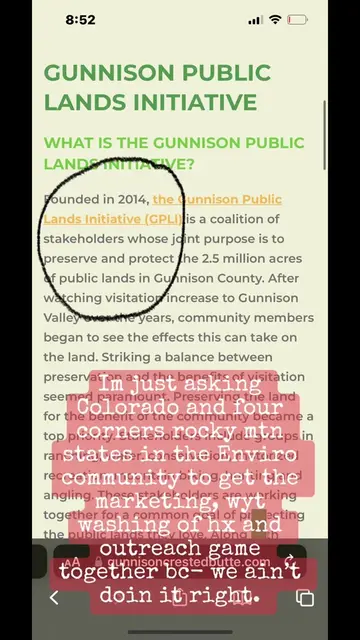 8:52
GUNNISON PUBLIC
LANDS INITIATIVE
WHAT IS THE GUNNISON PUBLIC
LANDS INITIATIVE?
Founded in 2014, the Gunnison Public
Lands Initiative (GPLI) is a coalition of
stakeholders whose joint purpose is to
preserve and protect the 2.5 million acres
of public lands in Gunnison County. After
watching visitation increase to Gunnison
Valley over the years, community members
began to see the effects this can take on
the land. Striking a balance between
preservation and the benefits of visitation
seemed paramount. Preserving the land
for the benefit of the community became a
top priority. Stakeholders include groups in
angling. These stakeholders are working
together for a common goal of protecting
the public lands they love. Along
Im just asking
Colorado and four
corners rocky mtn
states in the Enviro
community to get the
marketing, wyt
washing of hx and
outreach game
together bc- we ain't
doin it right.
AA gunnisoncrestedbutte.com